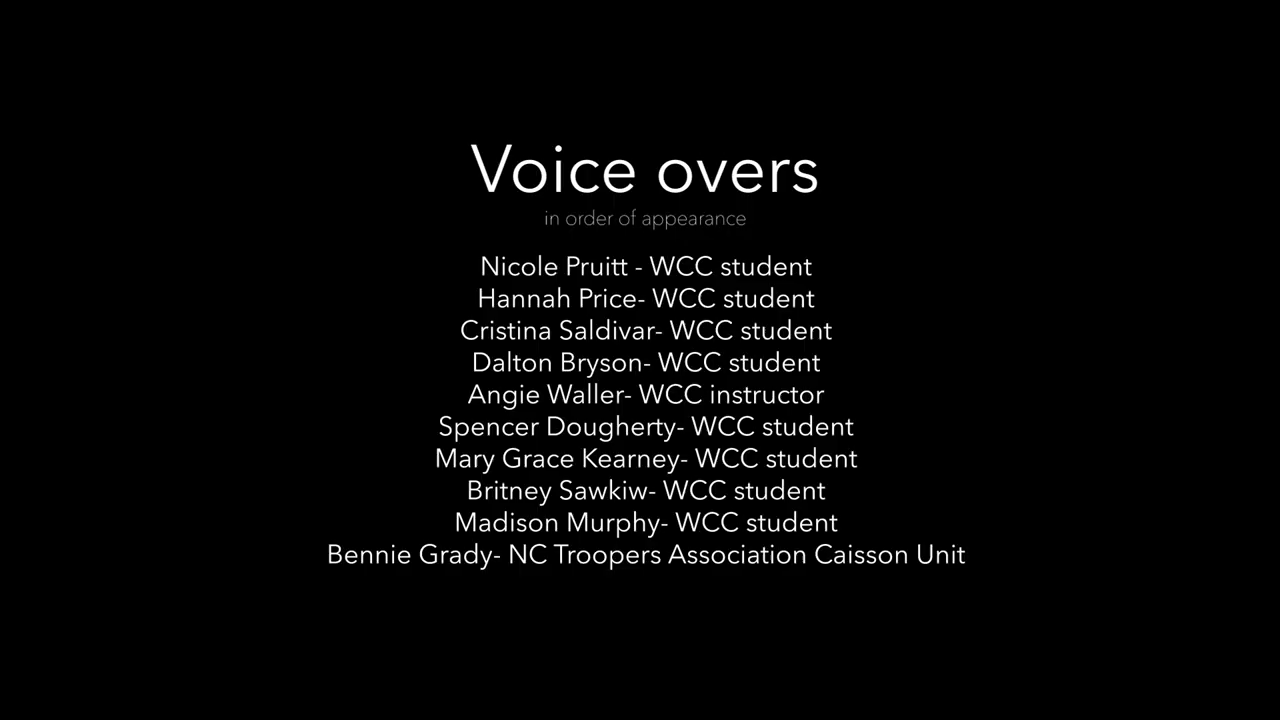 Voice overs
in order of appearance
Nicole Pruitt - WCC student
Hannah Price- WCC student
Cristina Saldivar- WCC student
Dalton Bryson- WCC student
Angie Waller- WCC instructor
Spencer Dougherty- WCC student
Mary Grace Kearney- WCC student
Britney Sawkiw- WCC student
Madison Murphy- WCC student
Bennie Grady- NC Troopers Association Caisson Unit